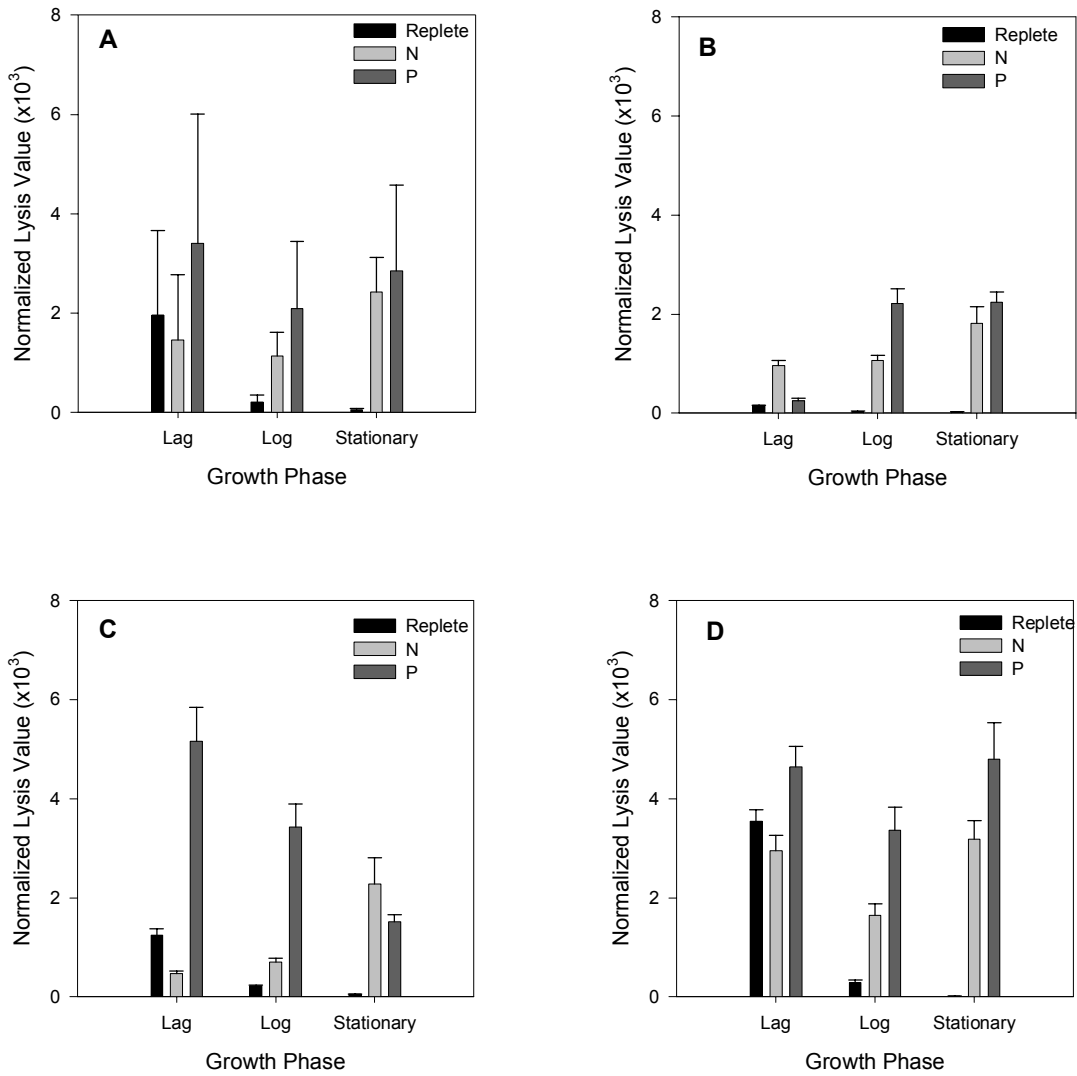 A
Replete
N
P
8
6
4
2
0
Normalized Lysis Value (x10³)
Lag Log Stationary
Growth Phase
B
Replete
N
P
8
6
4
2
0
Normalized Lysis Value (x10³)
Lag Log Stationary
Growth Phase
C
Replete
N
P
8
6
4
2
0
Normalized Lysis Value (x10³)
Lag Log Stationary
Growth Phase
D
Replete
N
P
8
6
4
2
0
Normalized Lysis Value (x10³)
Lag Log Stationary
Growth Phase